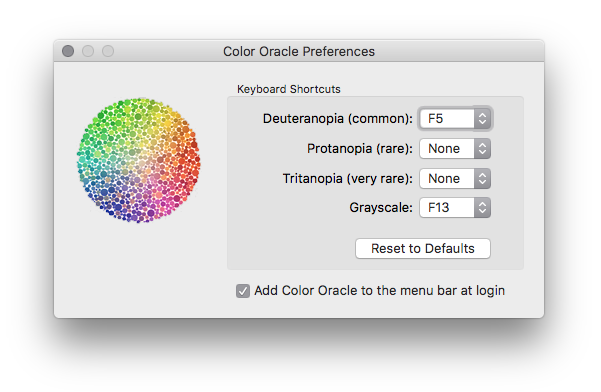 Color Oracle Preferences
Keyboard Shortcuts
Deuteranopia (common): F5
Protanopia (rare): None
Tritanopia (very rare): None
Grayscale: F13
Reset to Defaults
Add Color Oracle to the menu bar at login